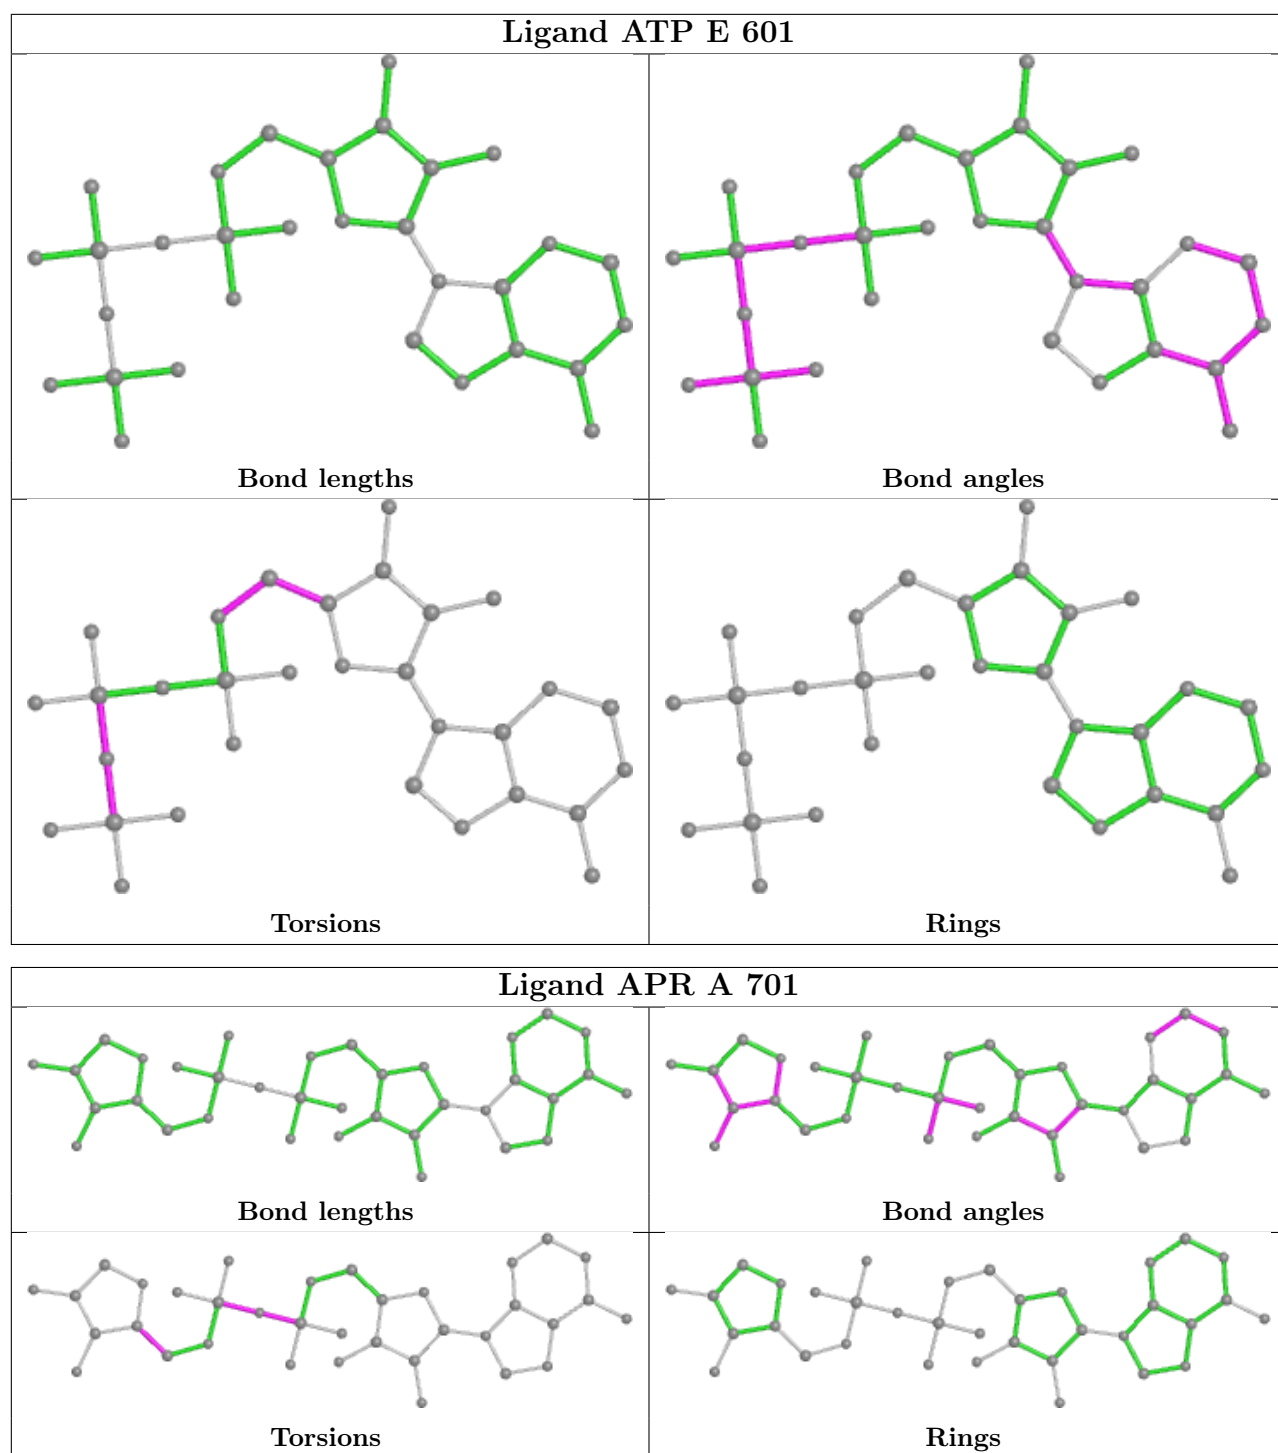 Ligand ATP E 601
Bond lengths
Bond angles
Torsions
Rings
Ligand APR A 701
Bond lengths
Bond angles
Torsions
Rings